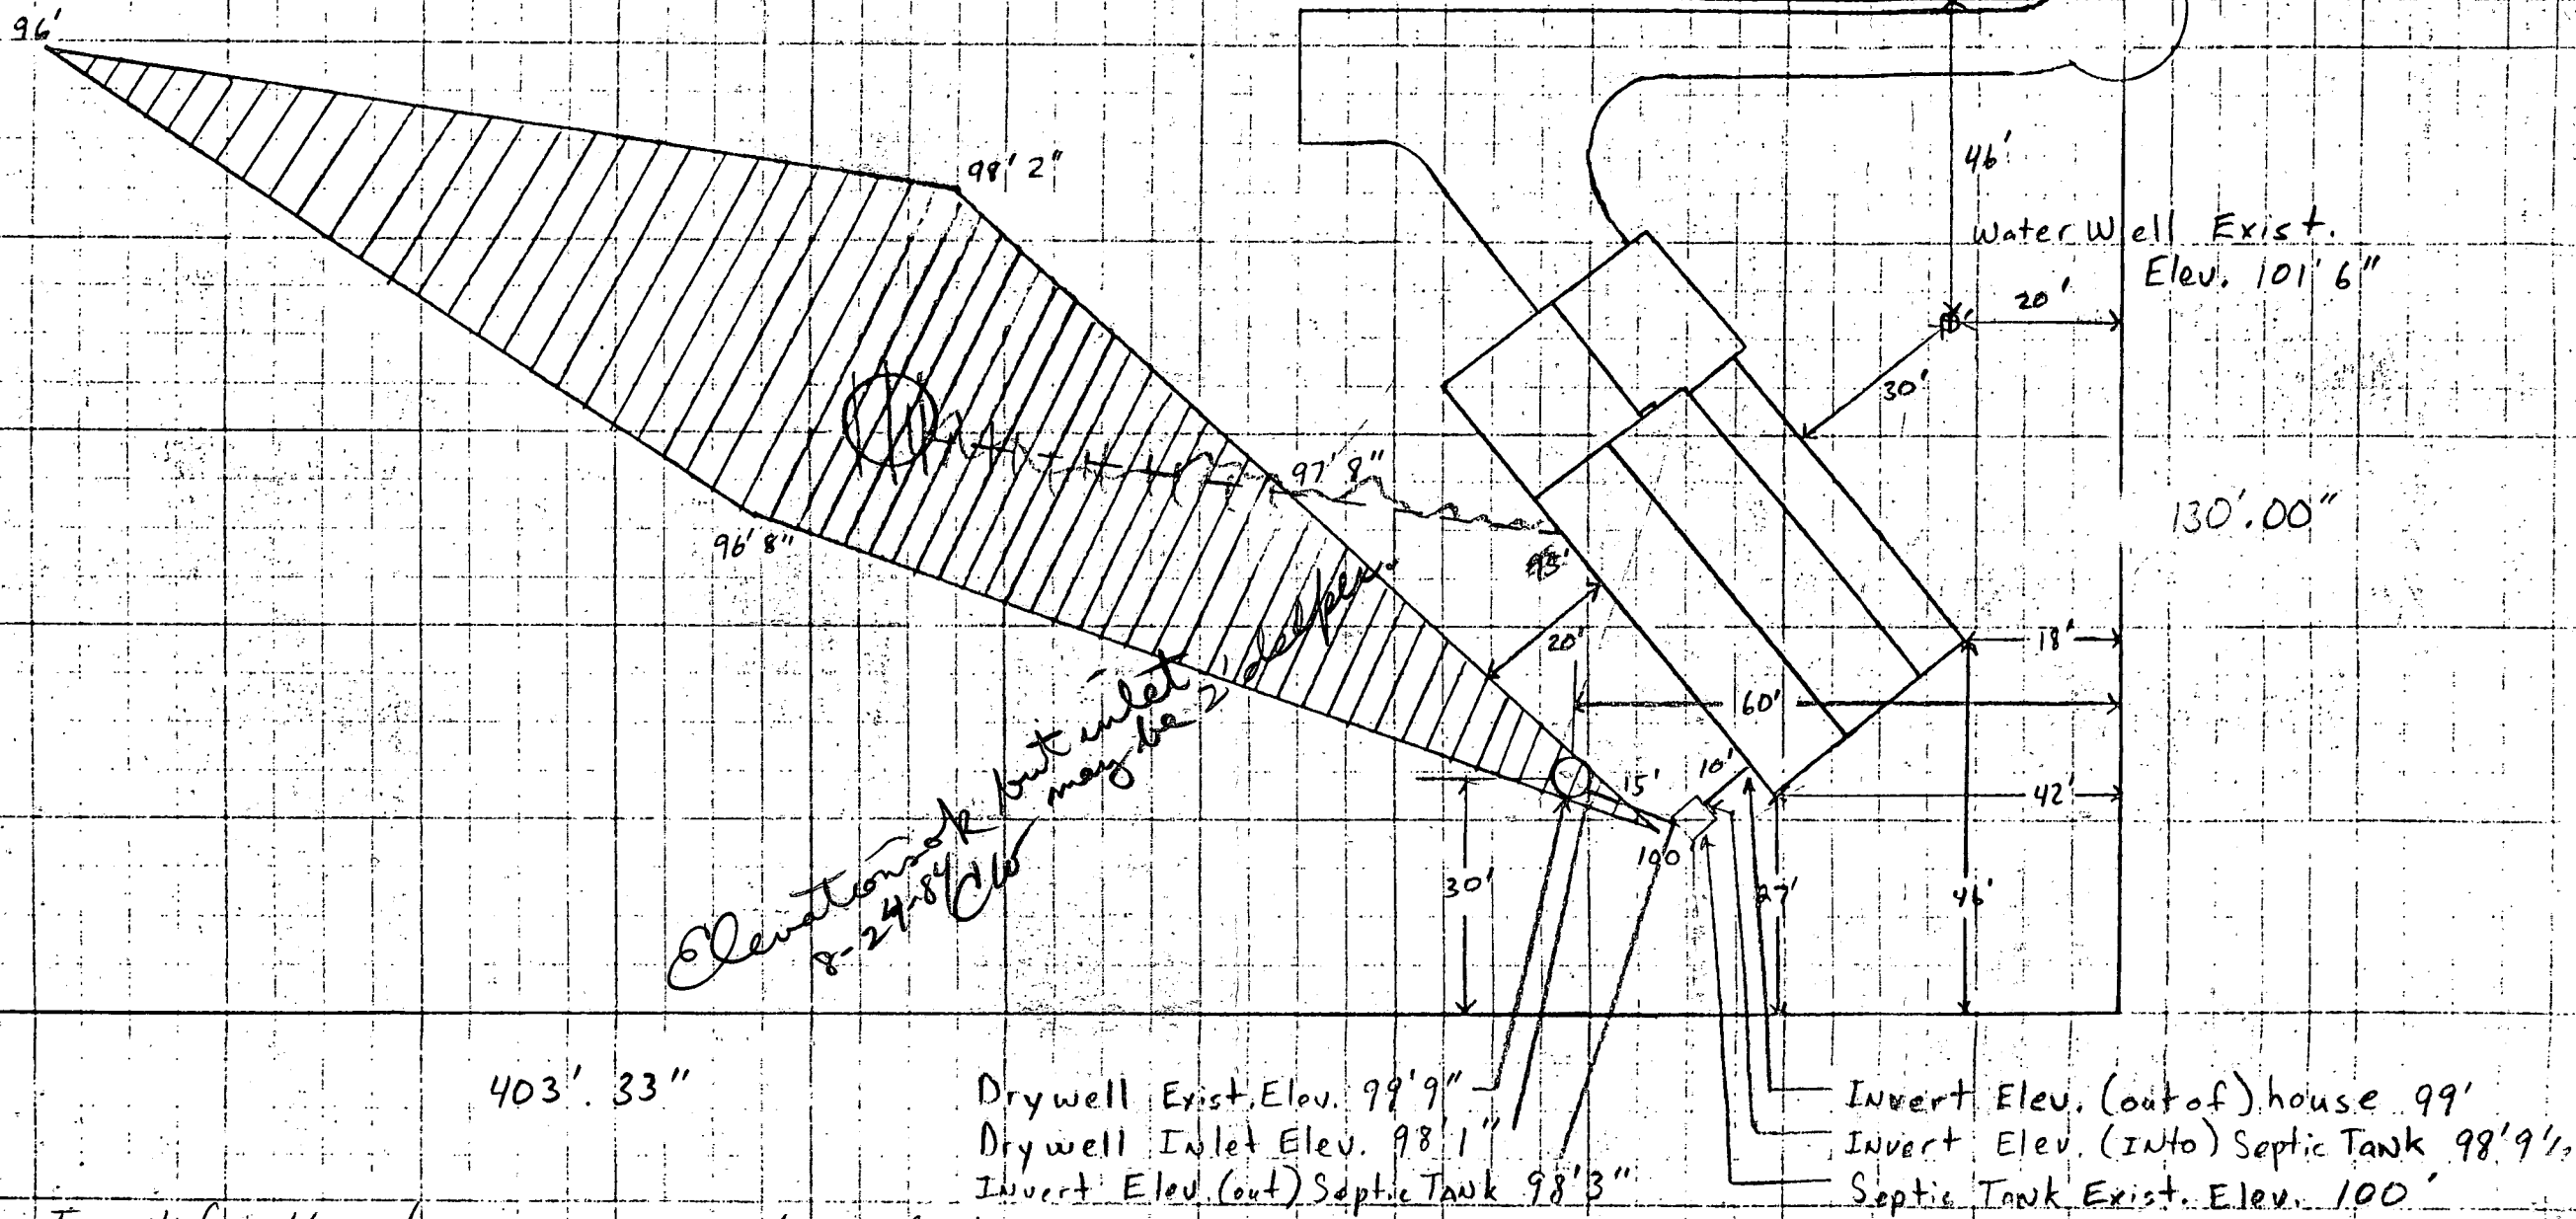 96'
98' 2"
46'
Water Well Exist.
Elev. 101' 6"
20'
30'
97' 8"
130'.00"
96' 8"
20'
18'
60'
Elevations ok but inlet
may be 2' deeper.
8-24-84 CW
10'
15'
42'
100
30'
27'
46'
403'.33"
Drywell Exist. Elev. 99'9"
Drywell Inlet Elev. 98'1"
Invert Elev. (out) Septic Tank 98'3"
Invert Elev. (out of) house 99'
Invert Elev. (INto) Septic Tank 98'9½
Septic Tank Exist. Elev. 100'